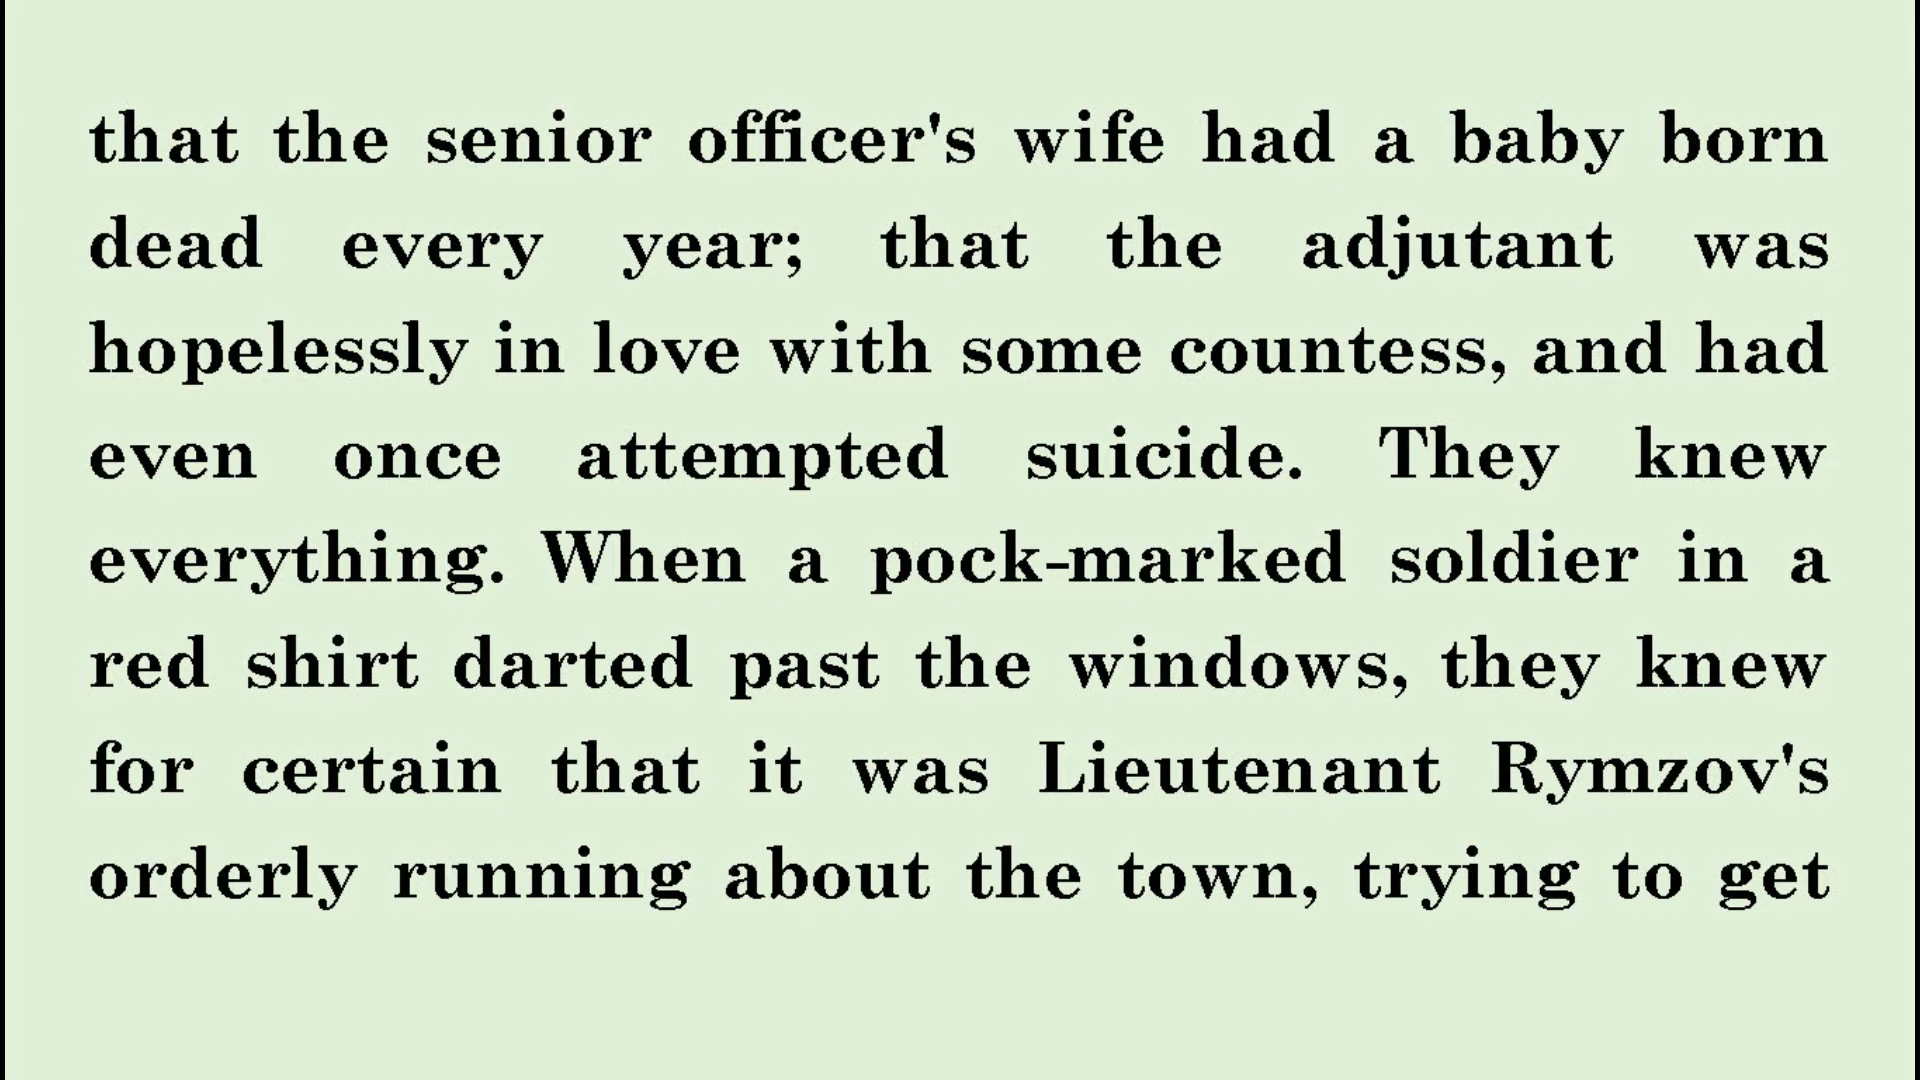 that the senior officer's wife had a baby born
dead every year; that the adjutant was
hopelessly in love with some countess, and had
even once attempted suicide. They knew
everything. When a pock-marked soldier in a
red shirt darted past the windows, they knew
for certain that it was Lieutenant Rymzov's
orderly running about the town, trying to get